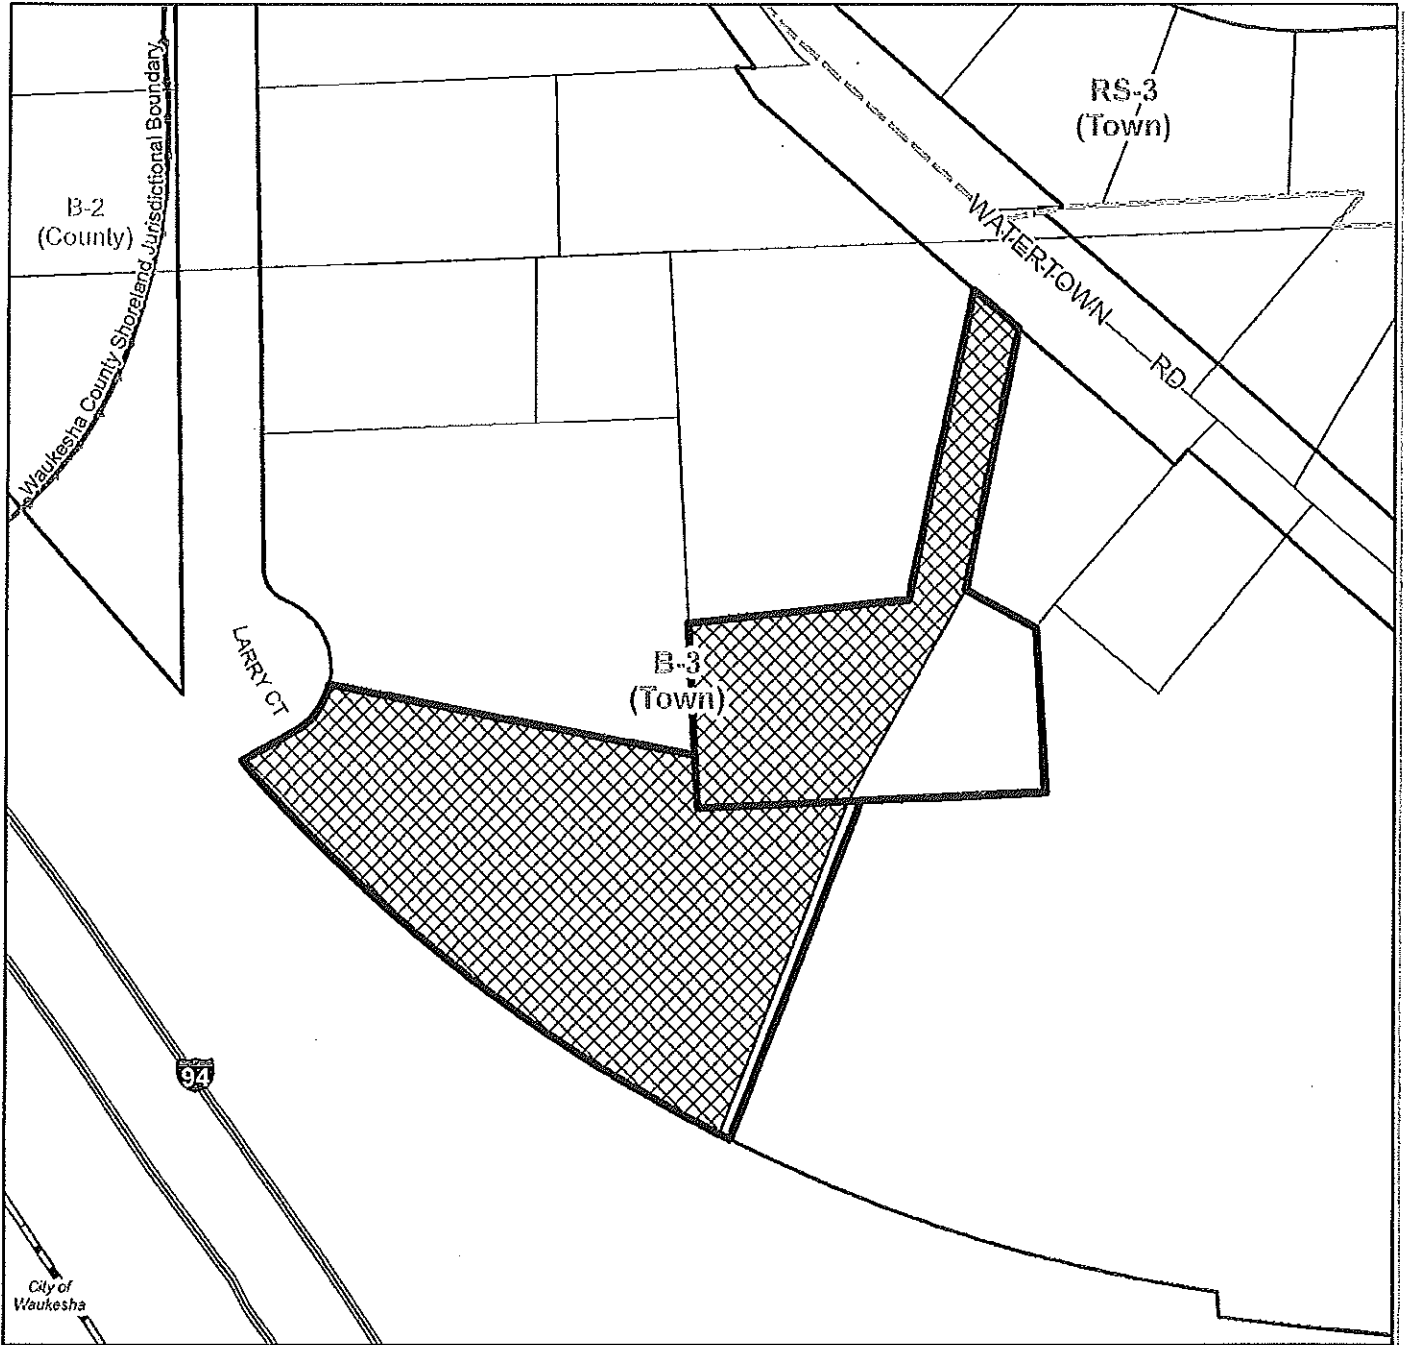 Waukesha County Shoreland Jurisdictional Boundary
RS-3
(Town)
B-2
(County)
WATERTOWN RD
LARRY CT
B-3
(Town)
94
City of
Waukesha